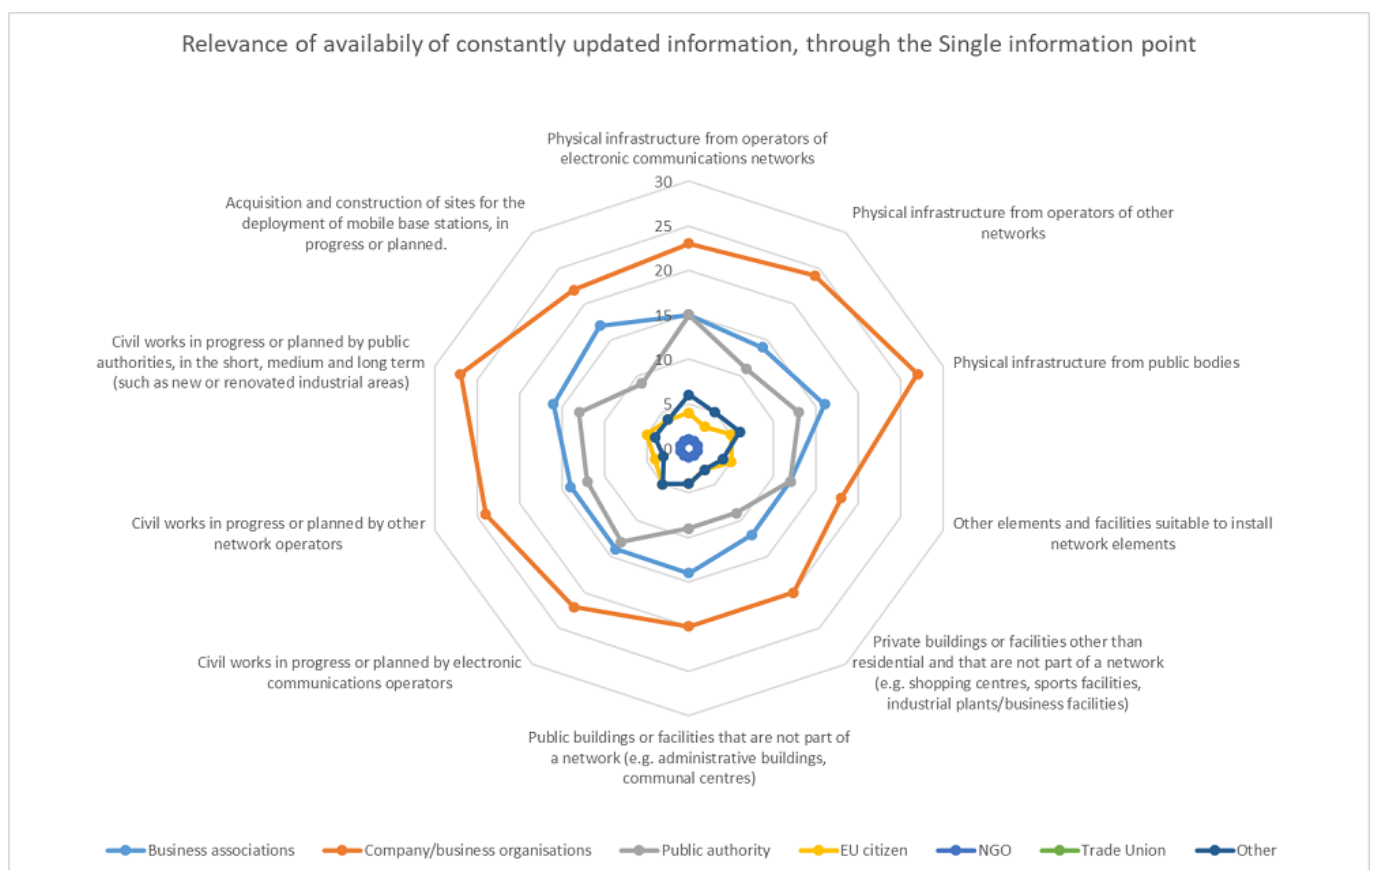 Relevance of availabily of constantly updated information, through the Single information point
Physical infrastructure from operators of
electronic communications networks
Physical infrastructure from operators of other
networks
Physical infrastructure from public bodies
Other elements and facilities suitable to install
network elements
Private buildings or facilities other than
residential and that are not part of a network
(e.g. shopping centres, sports facilities,
industrial plants/business facilities)
Public buildings or facilities that are not part of
a network (e.g. administrative buildings,
communal centres)
Civil works in progress or planned by electronic
communications operators
Civil works in progress or planned by other
network operators
Civil works in progress or planned by public
authorities, in the short, medium and long term
(such as new or renovated industrial areas)
Acquisition and construction of sites for the
deployment of mobile base stations, in
progress or planned.
30
25
20
15
10
5
0
Business associations
Company/business organisations
Public authority
EU citizen
NGO
Trade Union
Other